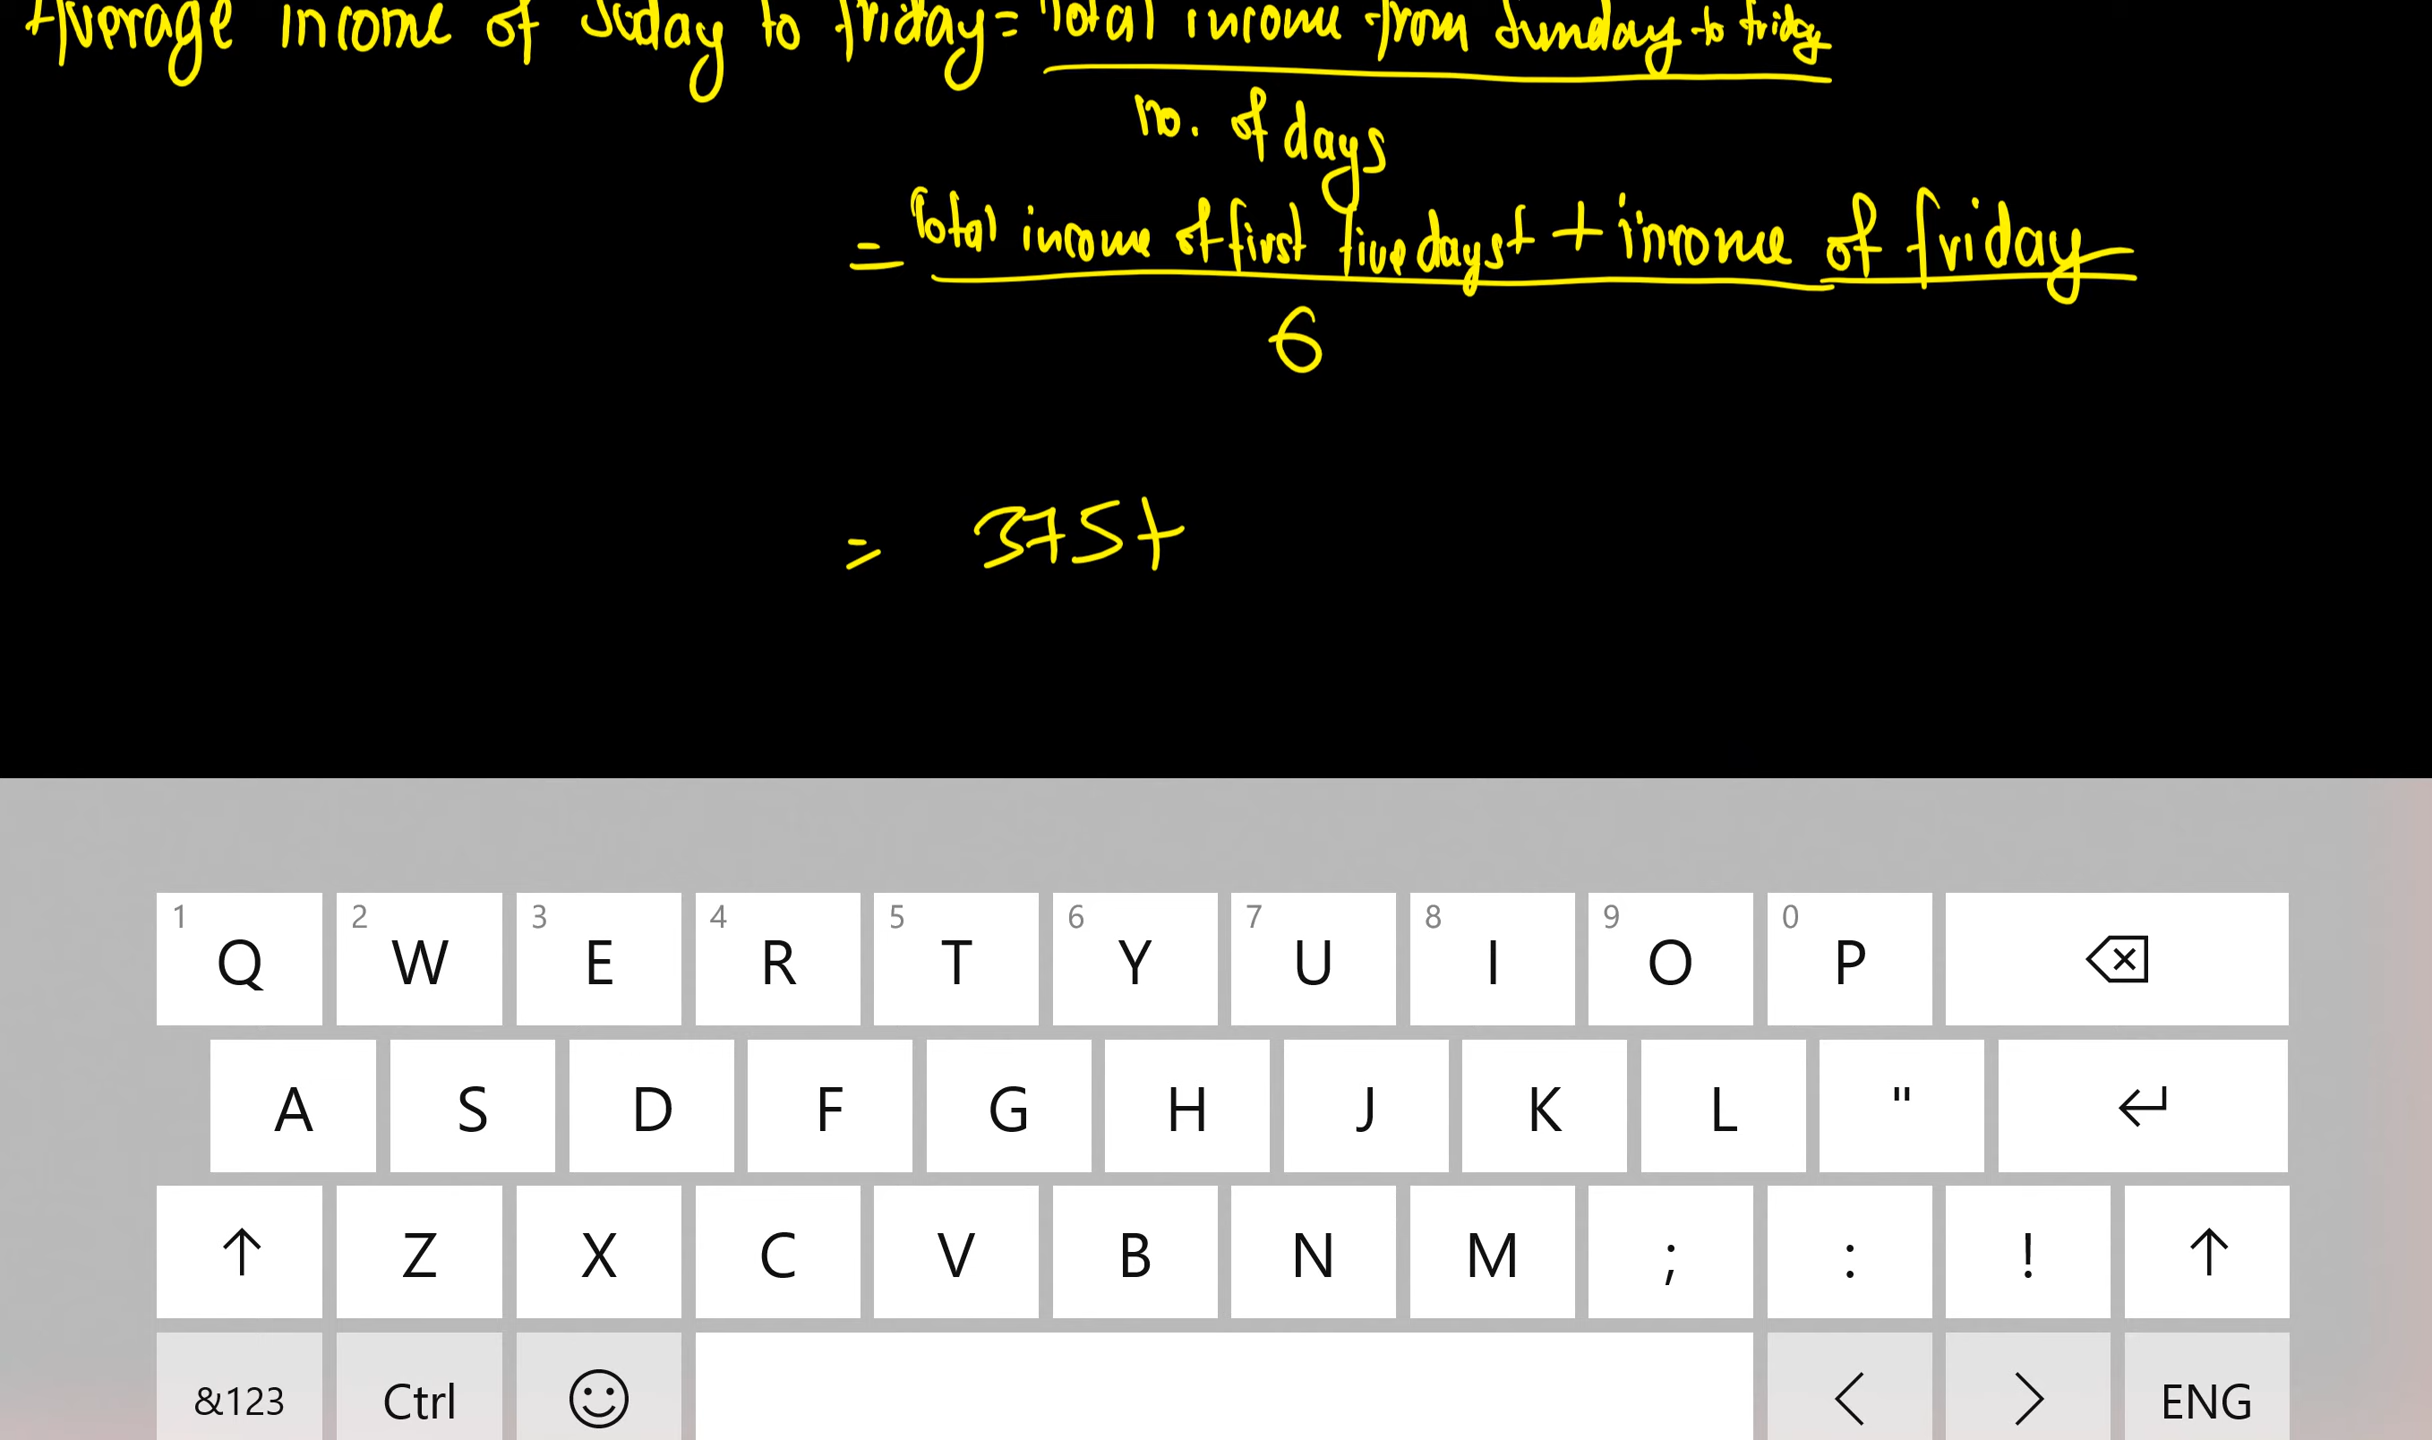 Average income of Suday to friday = Total income from Sunday to friday
no. of days
= Total income of first five days + income of friday
6
= 375+
1 2 3 4 5 6 7 8 9 0
Q W E R T Y U I O P
A S D F G H J K L "
Z X C V B N M ; : !
&123 Ctrl < > ENG